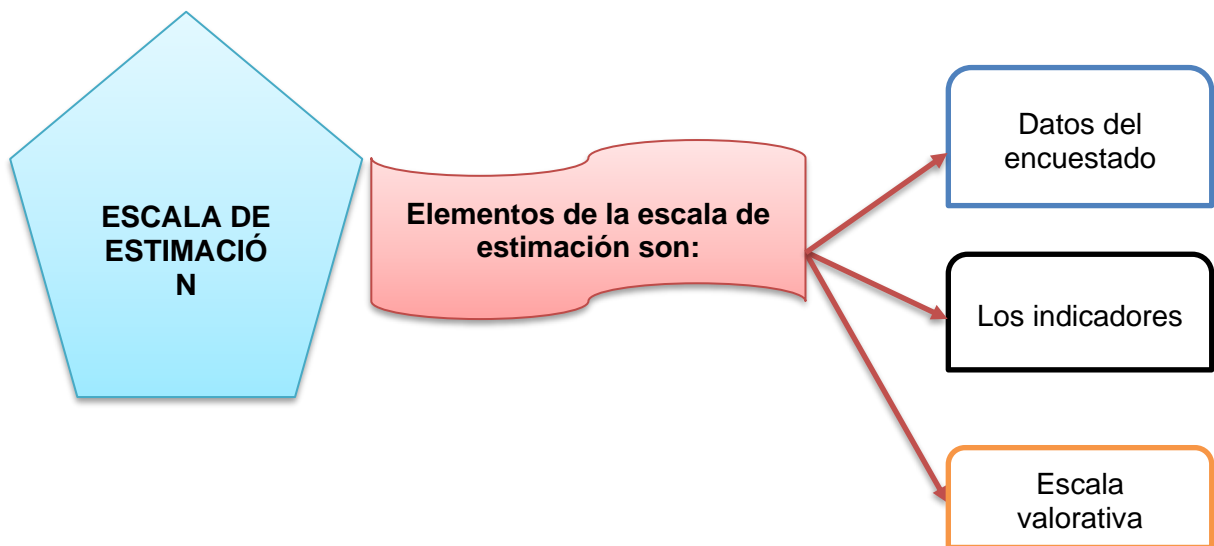 ESCALA DE
ESTIMACIÓ
N
Elementos de la escala de
estimación son:
Datos del
encuestado
Los indicadores
Escala
valorativa